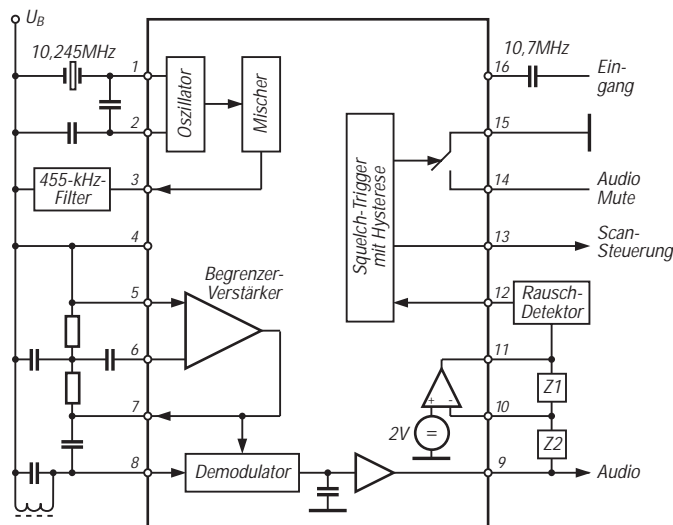 U_B
10,245MHz
10,7MHz
1
16
Ein-
gang
Oszillator
Mischer
2
15
455-kHz-
Filter
3
14
Audio
Mute
Squelch-Trigger
mit Hysterese
4
13
Scan-
Steuerung
Begrenzer-
Verstärker
5
12
Rausch-
Detektor
6
11
Z1
+ -
7
10
2V
=
Z2
8
Demodulator
9
Audio